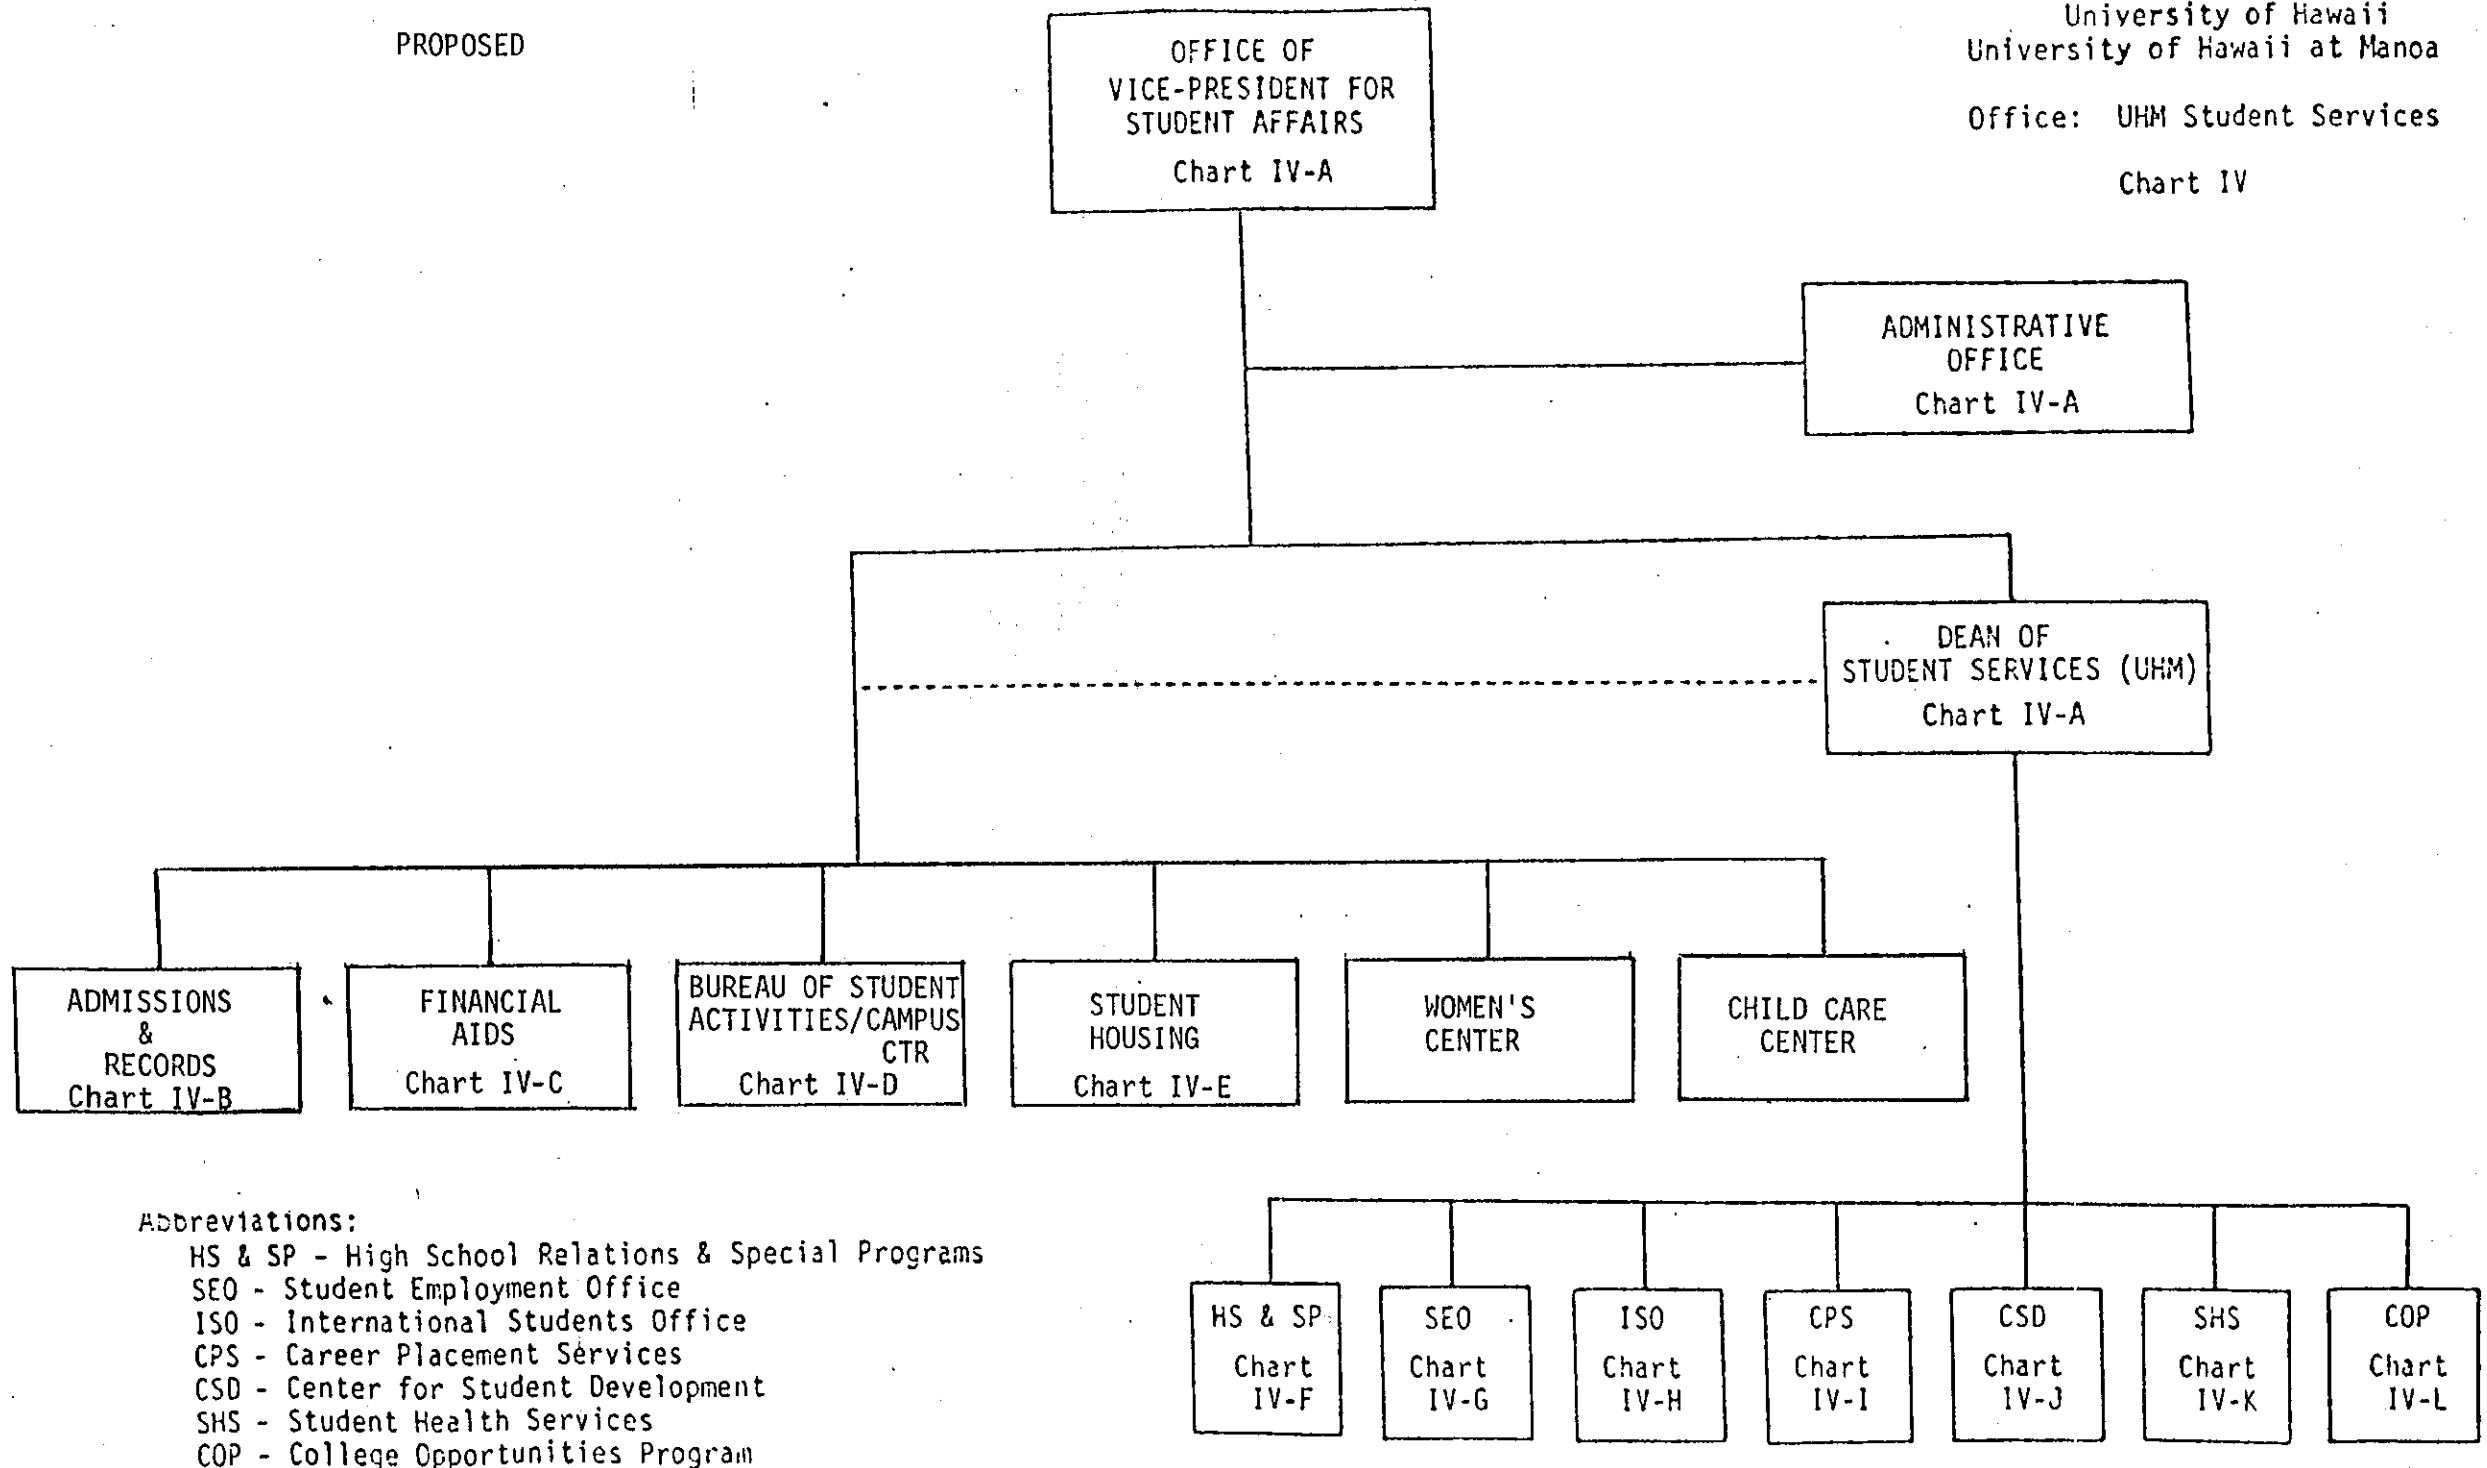 PROPOSED
University of Hawaii
University of Hawaii at Manoa
Office: UHM Student Services
Chart IV
OFFICE OF
VICE-PRESIDENT FOR
STUDENT AFFAIRS
Chart IV-A
ADMINISTRATIVE
OFFICE
Chart IV-A
DEAN OF
STUDENT SERVICES (UHM)
Chart IV-A
ADMISSIONS
&
RECORDS
Chart IV-B
FINANCIAL
AIDS
Chart IV-C
BUREAU OF STUDENT
ACTIVITIES/CAMPUS
CTR
Chart IV-D
STUDENT
HOUSING
Chart IV-E
WOMEN'S
CENTER
CHILD CARE
CENTER
HS & SP
Chart
IV-F
SEO
Chart
IV-G
ISO
Chart
IV-H
CPS
Chart
IV-I
CSD
Chart
IV-J
SHS
Chart
IV-K
COP
Chart
IV-L
Abbreviations:
HS & SP - High School Relations & Special Programs
SEO - Student Employment Office
ISO - International Students Office
CPS - Career Placement Services
CSD - Center for Student Development
SHS - Student Health Services
COP - College Opportunities Program